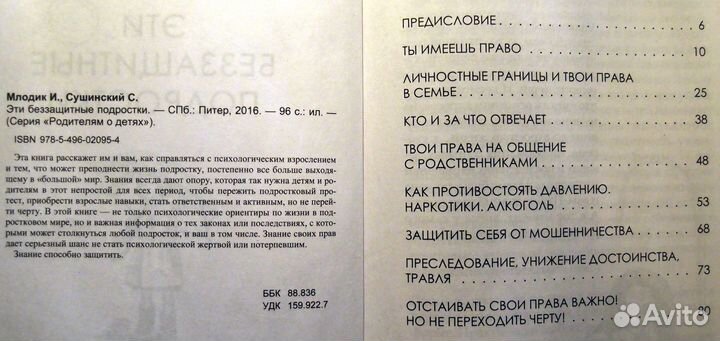 Млодик И., Сушинский С.
Эти беззащитные подростки. — СПб.: Питер, 2016. — 96 с.: ил. —
(Серия «Родителям о детях»).
ISBN 978-5-496-02095-4
Эта книга расскажет им и вам, как справляться с психологическим взрослением
и тем, что может преподнести жизнь подростку, постепенно все больше выходя-
щему в «большой» мир. Знания всегда дают опору, которая так нужна детям и ро-
дителям в этот непростой для всех период, чтобы пережить подростковый про-
тест, приобрести взрослые навыки, стать ответственным и активным, но не перей-
ти черту. В этой книге — не только психологические ориентиры по жизни в под-
ростковом мире, но и важная информация о тех законах или последствиях, с кото-
рыми может столкнуться любой подросток, и ваш в том числе. Знание своих прав
дает серьезный шанс не стать психологической жертвой или потерпевшим.
Знание способно защитить.
ББК 88.836
УДК 159.922.7
ЭТИ
БЕЗЗАЩИТНЫЕ
ПРЕДИСЛОВИЕ 6
ТЫ ИМЕЕШЬ ПРАВО 10
ЛИЧНОСТНЫЕ ГРАНИЦЫ И ТВОИ ПРАВА
В СЕМЬЕ 25
КТО И ЗА ЧТО ОТВЕЧАЕТ 38
ТВОИ ПРАВА НА ОБЩЕНИЕ
С РОДСТВЕННИКАМИ 48
КАК ПРОТИВОСТОЯТЬ ДАВЛЕНИЮ.
НАРКОТИКИ. АЛКОГОЛЬ 53
ЗАЩИТИТЬ СЕБЯ ОТ МОШЕННИЧЕСТВА 68
ПРЕСЛЕДОВАНИЕ, УНИЖЕНИЕ ДОСТОИНСТВА,
ТРАВЛЯ 73
ОТСТАИВАТЬ СВОИ ПРАВА ВАЖНО!
НО НЕ ПЕРЕХОДИТЬ ЧЕРТУ! 80
Avito